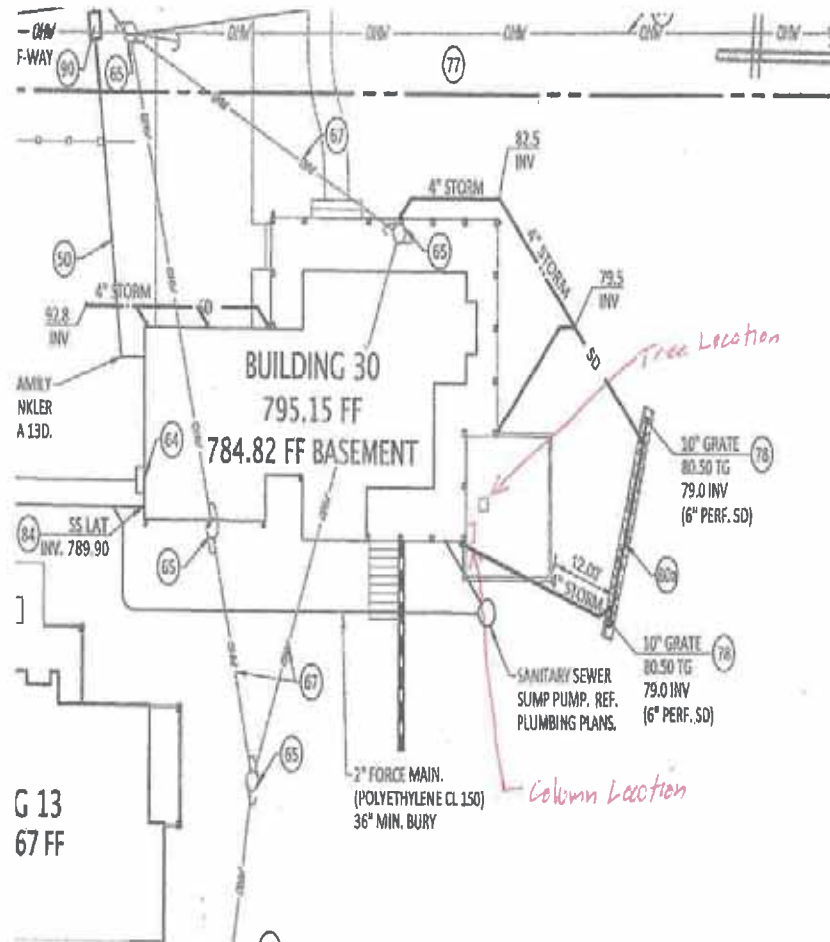 OHW OHW OHW OHW OHW OHW
F-WAY
90
65
77
67
82.5
INV
4" STORM
65
50
4" STORM
79.5
INV
4" STORM
92.8
INV
SD
Tree Location
BUILDING 30
795.15 FF
784.82 FF BASEMENT
AMILY
NKLER
A 13D.
64
10" GRATE
80.50 TG
79.0 INV
(6" PERF. SD)
78
84
SS LAT
INV. 789.90
65
12.00'
4" STORM
10" GRATE
80.50 TG
79.0 INV
(6" PERF. SD)
78
SANITARY SEWER
SUMP PUMP. REF.
PLUMBING PLANS.
67
65
2" FORCE MAIN.
(POLYETHYLENE CL 150)
36" MIN. BURY
Column Location
G 13
67 FF